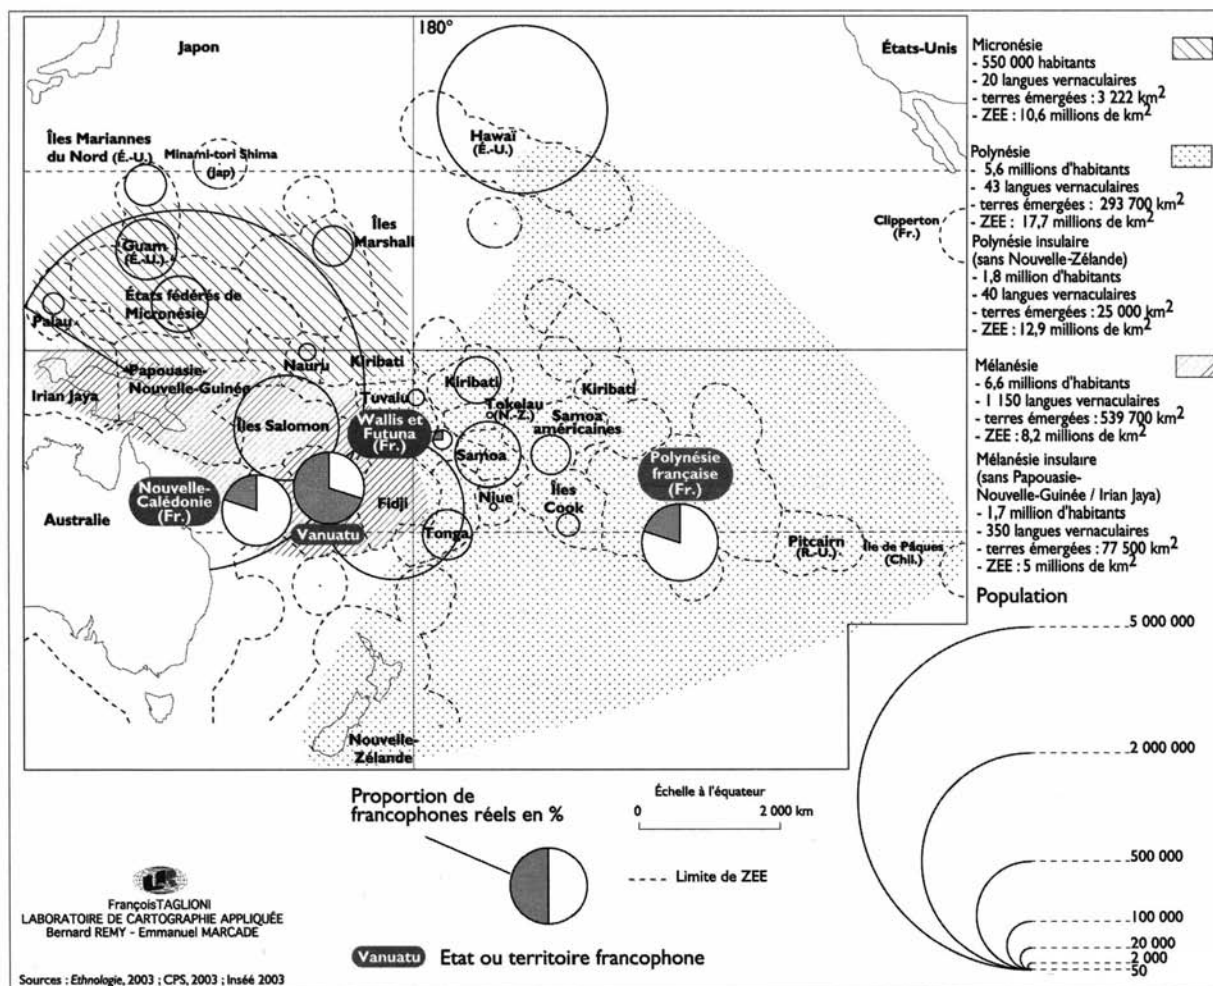 180°
Japon
États-Unis
Îles Mariannes
du Nord (É.-U.)
Minami-tori Shima
(Jap)
Hawaï
(É.-U.)
Îles
Marshall
Clipperton
(Fr.)
Guam
(É.-U.)
États fédérés de
Micronésie
Palau
Nauru
Kiribati
Papouasie-
Nouvelle-Guinée
Irian Jaya
Kiribati
Kiribati
Tuvalu
Tokelau
(N.-Z.)
Îles Salomon
Wallis et
Futuna
(Fr.)
Samoa
américaines
Samoa
Polynésie
française
(Fr.)
Nouvelle-
Calédonie
(Fr.)
Fidji
Niue
Îles
Cook
Australie
Vanuatu
Tonga
Pitcairn
(R.-U.)
Île de Pâques
(Chil.)
Nouvelle-
Zélande
Micronésie
- 550 000 habitants
- 20 langues vernaculaires
- terres émergées : 3 222 km2
- ZEE : 10,6 millions de km2
Polynésie
- 5,6 millions d'habitants
- 43 langues vernaculaires
- terres émergées : 293 700 km2
- ZEE : 17,7 millions de km2
Polynésie insulaire
(sans Nouvelle-Zélande)
- 1,8 million d'habitants
- 40 langues vernaculaires
- terres émergées : 25 000 km2
- ZEE : 12,9 millions de km2
Mélanésie
- 6,6 millions d'habitants
- 1 150 langues vernaculaires
- terres émergées : 539 700 km2
- ZEE : 8,2 millions de km2
Mélanésie insulaire
(sans Papouasie-
Nouvelle-Guinée / Irian Jaya)
- 1,7 million d'habitants
- 350 langues vernaculaires
- terres émergées : 77 500 km2
- ZEE : 5 millions de km2
Population
5 000 000
2 000 000
500 000
100 000
20 000
2 000
50
Proportion de
francophones réels en %
Échelle à l'équateur
0 2 000 km
Limite de ZEE
Vanuatu Etat ou territoire francophone
FrançoisTAGLIONI
LABORATOIRE DE CARTOGRAPHIE APPLIQUÉE
Bernard REMY - Emmanuel MARCADE
Sources : Ethnologie, 2003 ; CPS, 2003 ; Inséé 2003